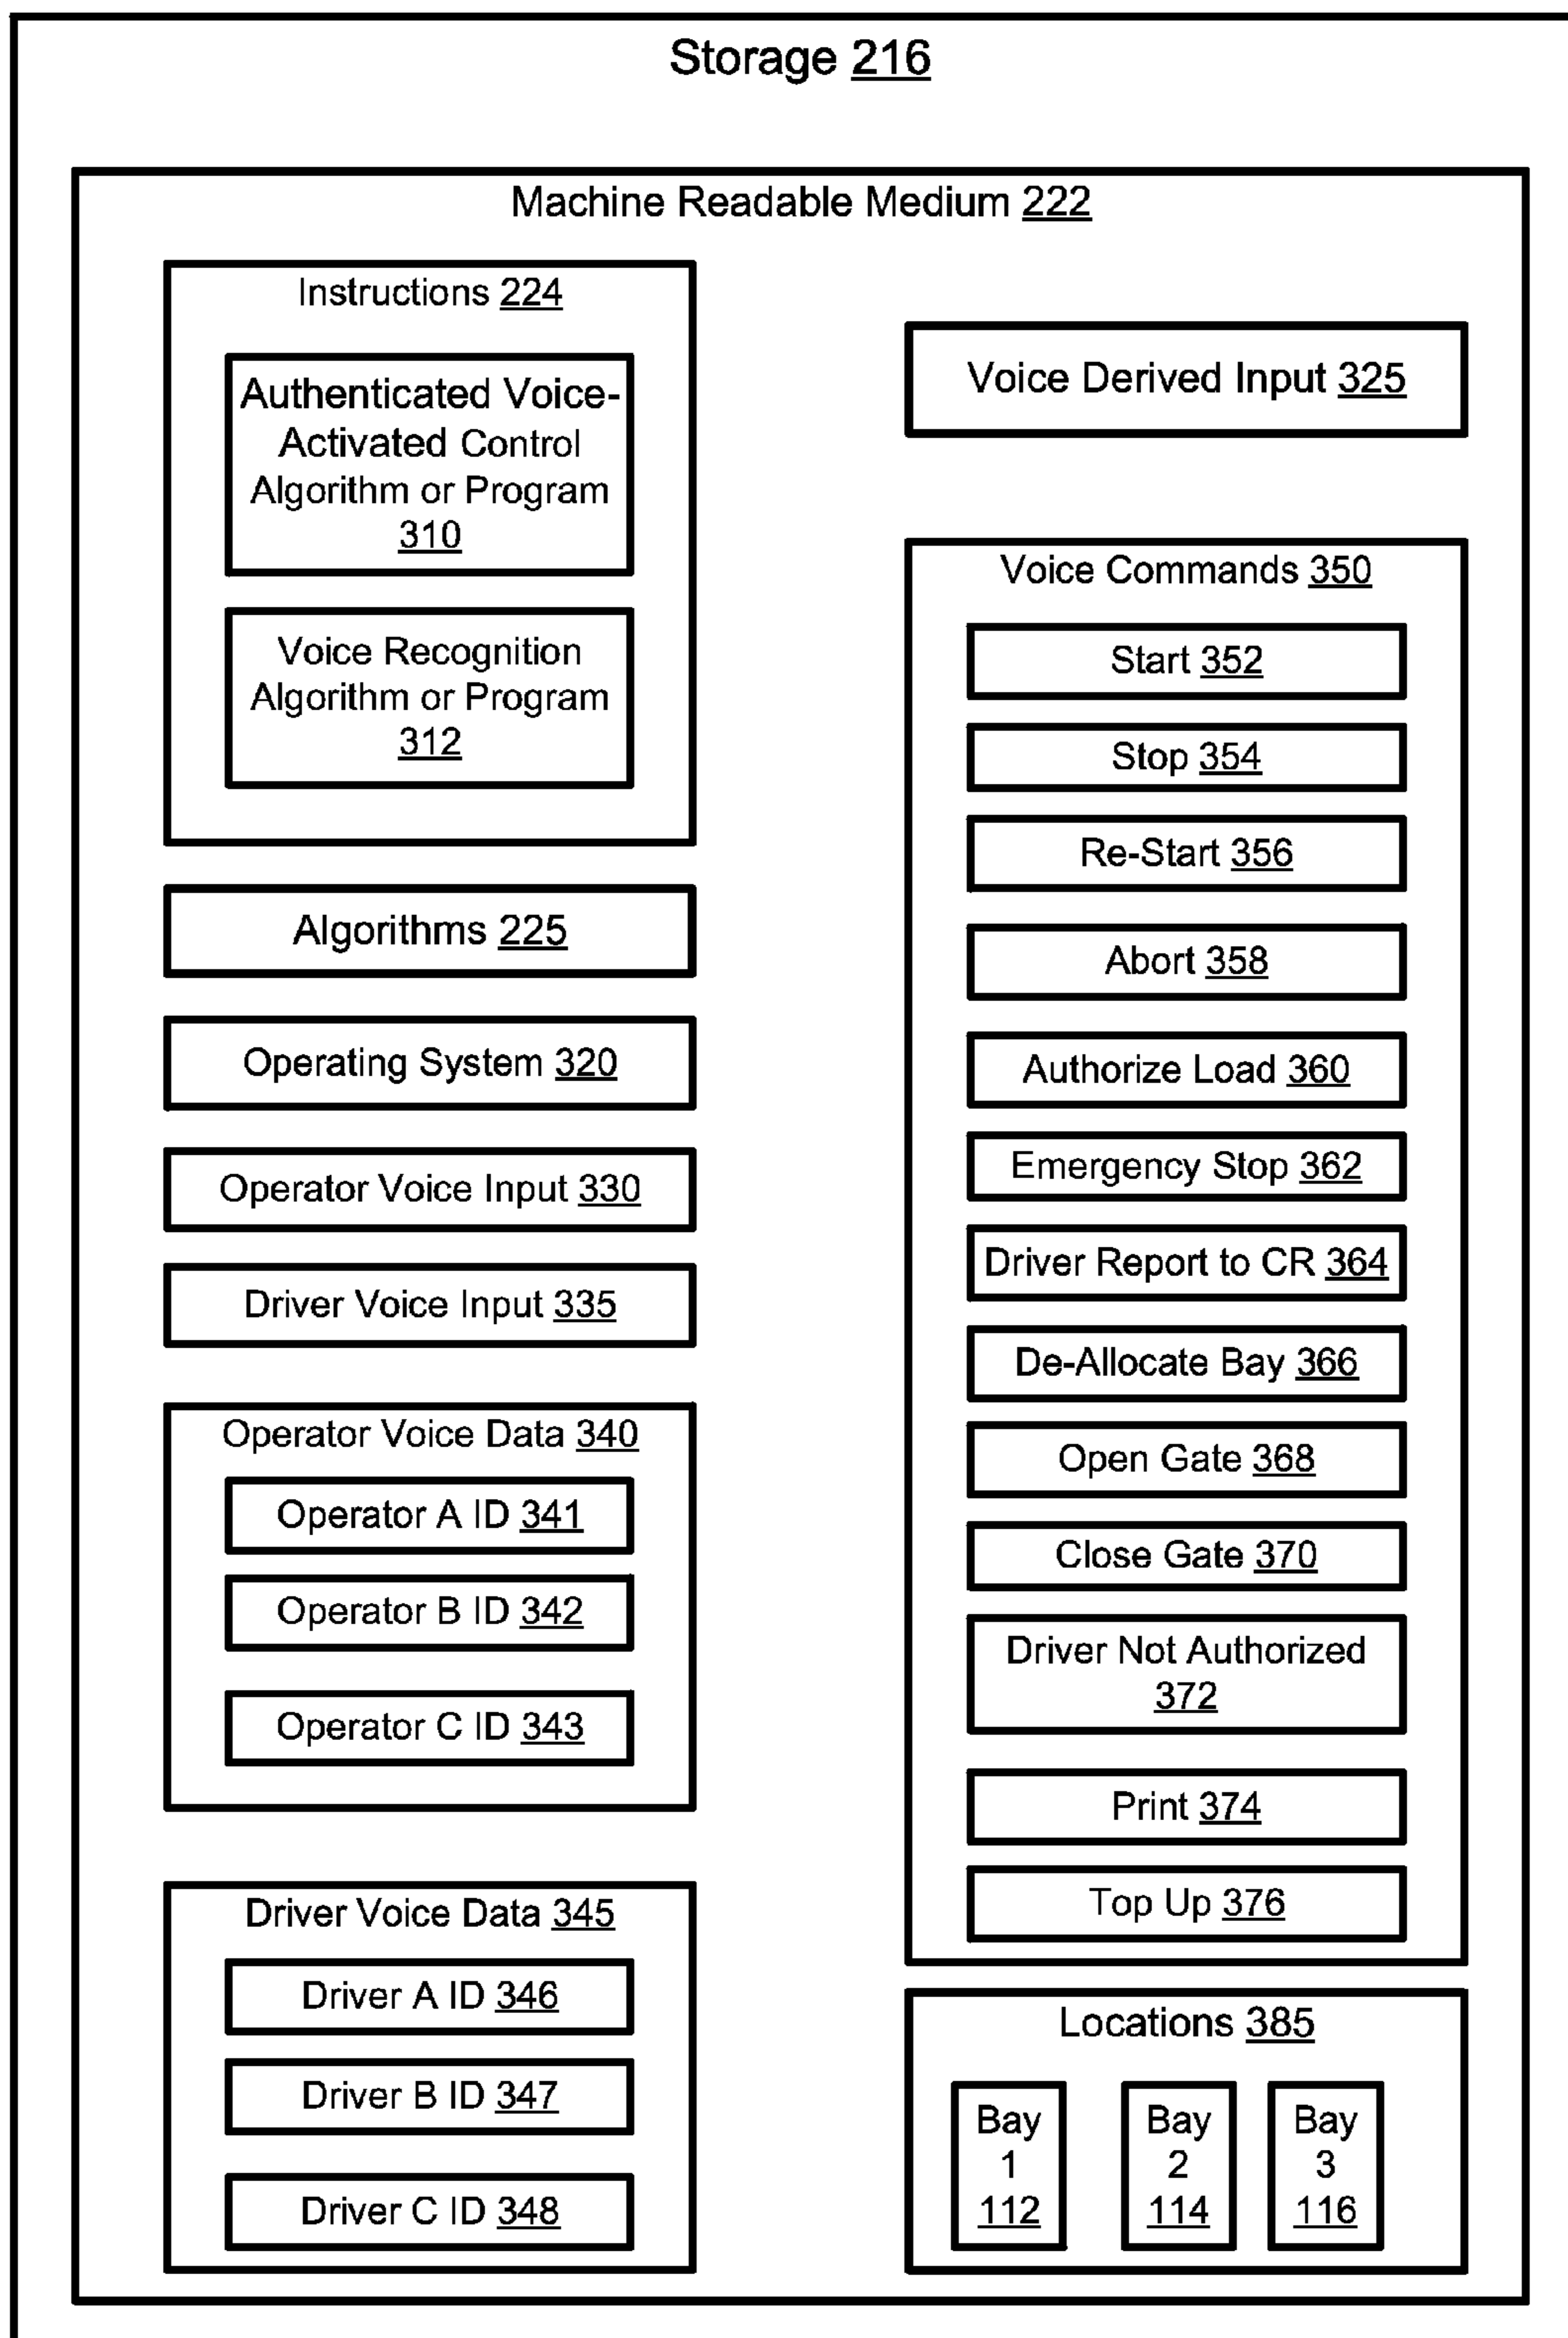 Storage 216
Machine Readable Medium 222
Instructions 224
Authenticated Voice-
Activated Control
Algorithm or Program
310
Voice Recognition
Algorithm or Program
312
Algorithms 225
Operating System 320
Operator Voice Input 330
Driver Voice Input 335
Operator Voice Data 340
Operator A ID 341
Operator B ID 342
Operator C ID 343
Driver Voice Data 345
Driver A ID 346
Driver B ID 347
Driver C ID 348
Voice Derived Input 325
Voice Commands 350
Start 352
Stop 354
Re-Start 356
Abort 358
Authorize Load 360
Emergency Stop 362
Driver Report to CR 364
De-Allocate Bay 366
Open Gate 368
Close Gate 370
Driver Not Authorized
372
Print 374
Top Up 376
Locations 385
Bay
1
112
Bay
2
114
Bay
3
116